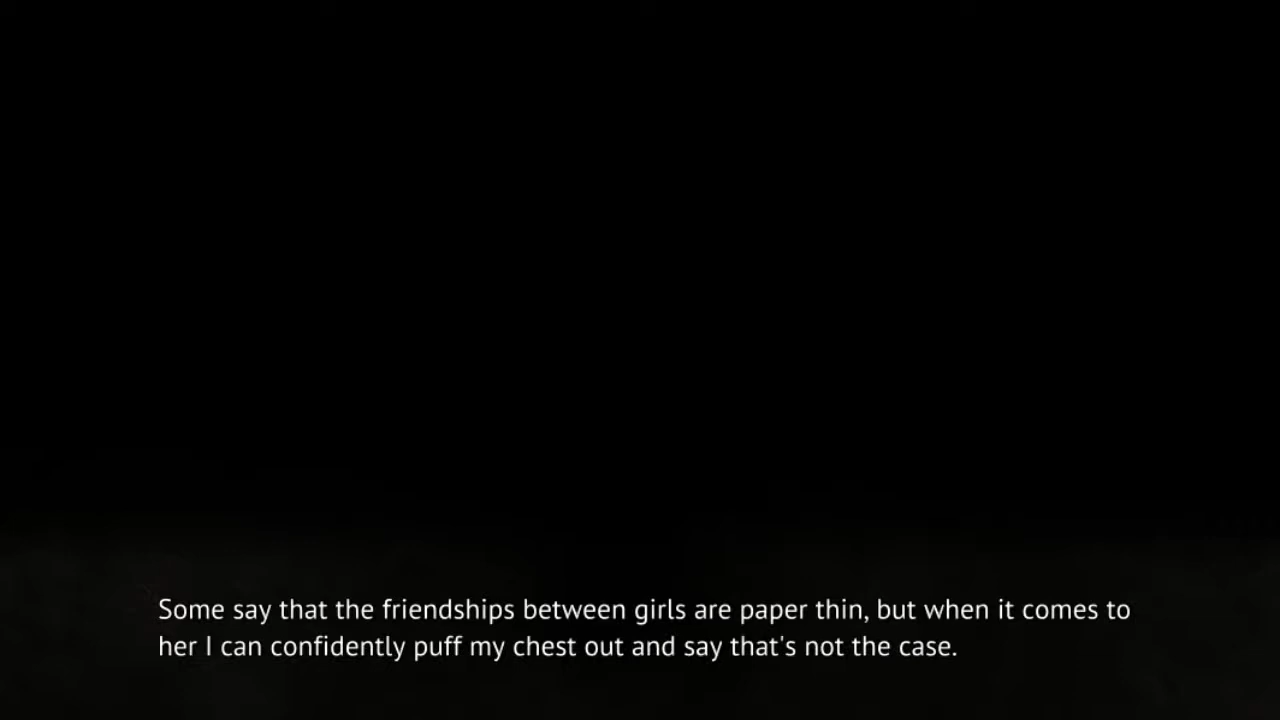 Some say that the friendships between girls are paper thin, but when it comes to
her I can confidently puff my chest out and say that's not the case.